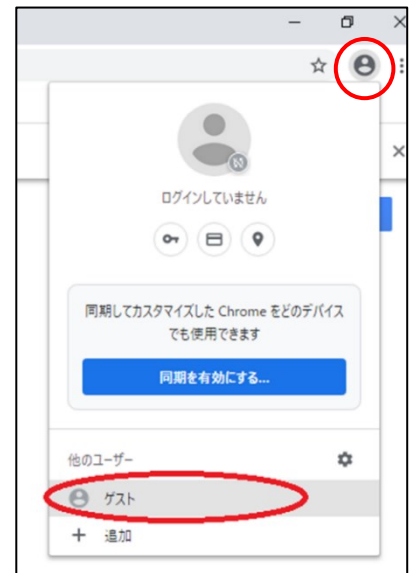 ログインしていません
同期してカスタマイズした Chrome をどのデバイス
でも使用できます
同期を有効にする...
他のユーザー
ゲスト
+ 追加